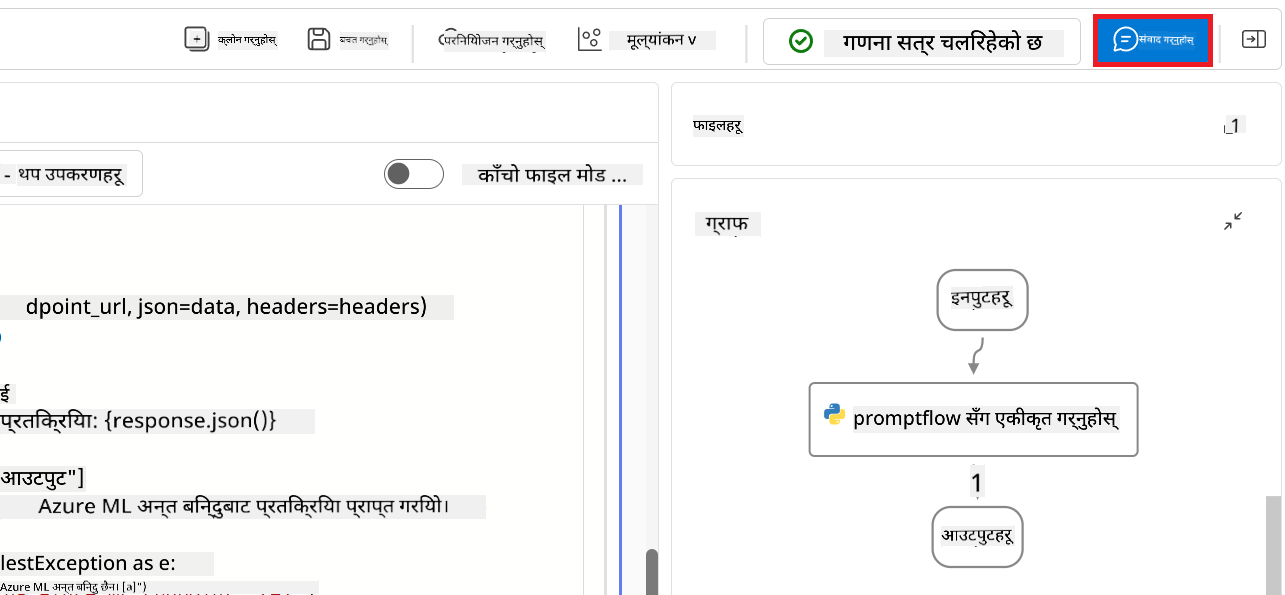 क्लोन गर्नुहोस्
बचत गर्नुहोस्
परिनियोजन गर्नुहोस्
मूल्यांकन v
गणना सत्र चलिरहेको छ
संवाद गर्नुहोस्
फाइलहरू
1
- थप उपकरणहरू
काँचो फाइल मोड ...
ग्राफ
इनपुटहरू
dpoint_url, json=data, headers=headers)
ई
प्रतिक्रिया: {response.json()}
promptflow सँग एकीकृत गर्नुहोस्
आउटपुट"]
1
Azure ML अन्त बिन्दुबाट प्रतिक्रिया प्राप्त गरियो।
आउटपुटहरू
lestException as e:
Azure ML अन्त बिन्दु छैन। [a]")